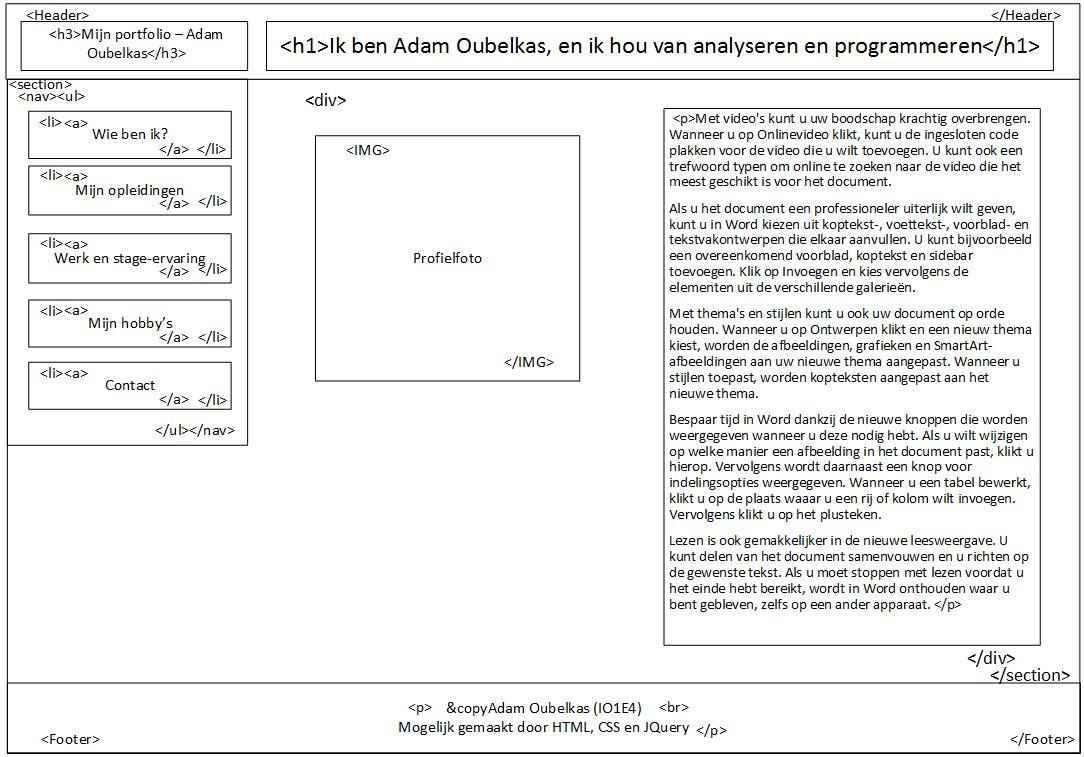 <Header>
</Header>
<h3>Mijn portfolio – Adam
Oubelkas</h3>
<h1>Ik ben Adam Oubelkas, en ik hou van analyseren en programmeren</h1>
<section>
<nav><ul>
<li><a>
Wie ben ik?
</a> </li>
<li><a>
Mijn opleidingen
</a> </li>
<li><a>
Werk en stage-ervaring
</a> </li>
<li><a>
Mijn hobby’s
</a> </li>
<li><a>
Contact
</a> </li>
</ul></nav>
<div>
<IMG>
Profielfoto
</IMG>
<p>Met video's kunt u uw boodschap krachtig overbrengen.
Wanneer u op Onlinevideo klikt, kunt u de ingesloten code
plakken voor de video die u wilt toevoegen. U kunt ook een
trefwoord typen om online te zoeken naar de video die het
meest geschikt is voor het document.
Als u het document een professioneler uiterlijk wilt geven,
kunt u in Word kiezen uit koptekst-, voettekst-, voorblad- en
tekstvakontwerpen die elkaar aanvullen. U kunt bijvoorbeeld
een overeenkomend voorblad, koptekst en sidebar
toevoegen. Klik op Invoegen en kies vervolgens de
elementen uit de verschillende galerieën.
Met thema's en stijlen kunt u ook uw document op orde
houden. Wanneer u op Ontwerpen klikt en een nieuw thema
kiest, worden de afbeeldingen, grafieken en SmartArt-
afbeeldingen aan uw nieuwe thema aangepast. Wanneer u
stijlen toepast, worden kopteksten aangepast aan het
nieuwe thema.
Bespaar tijd in Word dankzij de nieuwe knoppen die worden
weergegeven wanneer u deze nodig hebt. Als u wilt wijzigen
op welke manier een afbeelding in het document past, klikt u
hierop. Vervolgens wordt daarnaast een knop voor
indelingsopties weergegeven. Wanneer u een tabel bewerkt,
klikt u op de plaats waaar u een rij of kolom wilt invoegen.
Vervolgens klikt u op het plusteken.
Lezen is ook gemakkelijker in de nieuwe leesweergave. U
kunt delen van het document samenvouwen en u richten op
de gewenste tekst. Als u moet stoppen met lezen voordat u
het einde hebt bereikt, wordt in Word onthouden waar u
bent gebleven, zelfs op een ander apparaat. </p>
</div>
</section>
<p> &copyAdam Oubelkas (IO1E4) <br>
Mogelijk gemaakt door HTML, CSS en JQuery </p>
<Footer>
</Footer>